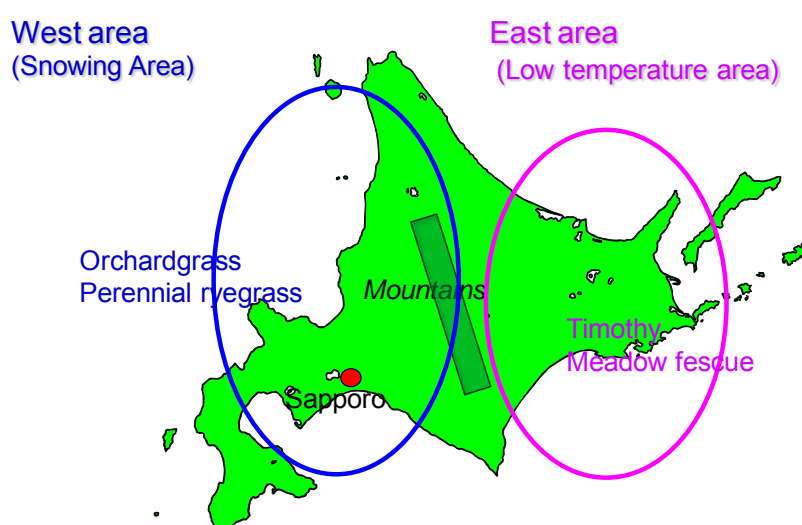 West area
(Snowing Area)
East area
(Low temperature area)
Orchardgrass
Perennial ryegrass
Mountains
Timothy
Meadow fescue
Sapporo